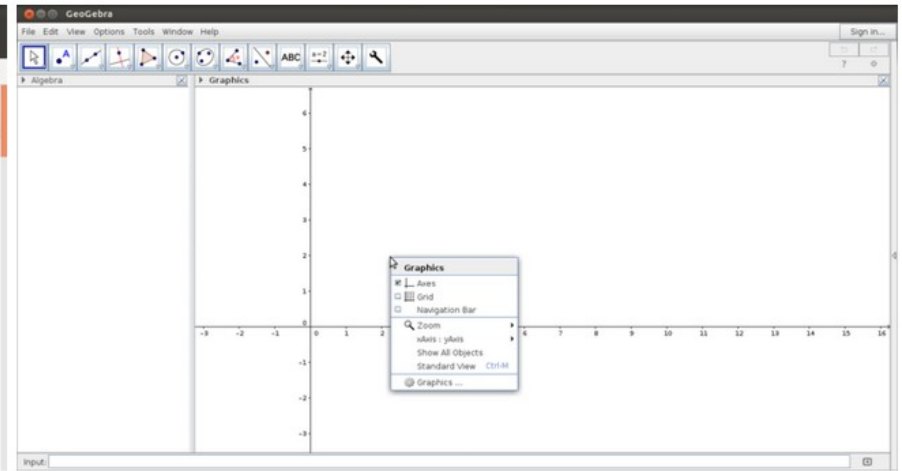 GeoGebra
File Edit View Options Tools Window Help
Sign in...
A
ABC
a=2
?
Algebra
Graphics
6
5
4
3
2
1
0
-3 -2 -1 0 1 2 6 7 8 9 10 11 12 13 14 15 16
-1
-2
-3
Graphics
Axes
Grid
Navigation Bar
Zoom
xAxis : yAxis
Show All Objects
Standard View Ctrl-M
Graphics ...
Input: